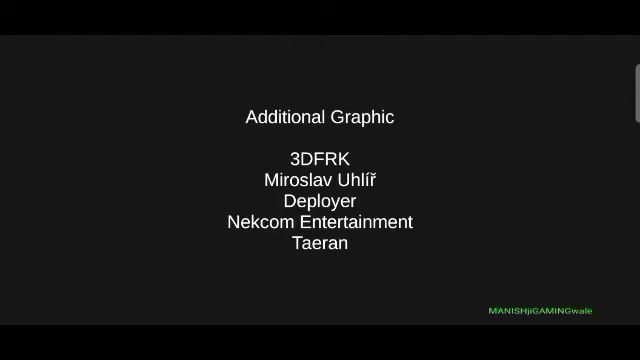 Additional Graphic
3DFRK
Miroslav Uhlíř
Deployer
Nekcom Entertainment
Taeran
MANISHjiGAMINGwale